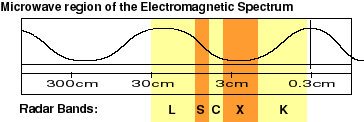 Microwave region of the Electromagnetic Spectrum
300cm 30cm 3cm 0.3cm
Radar Bands: L S C X K